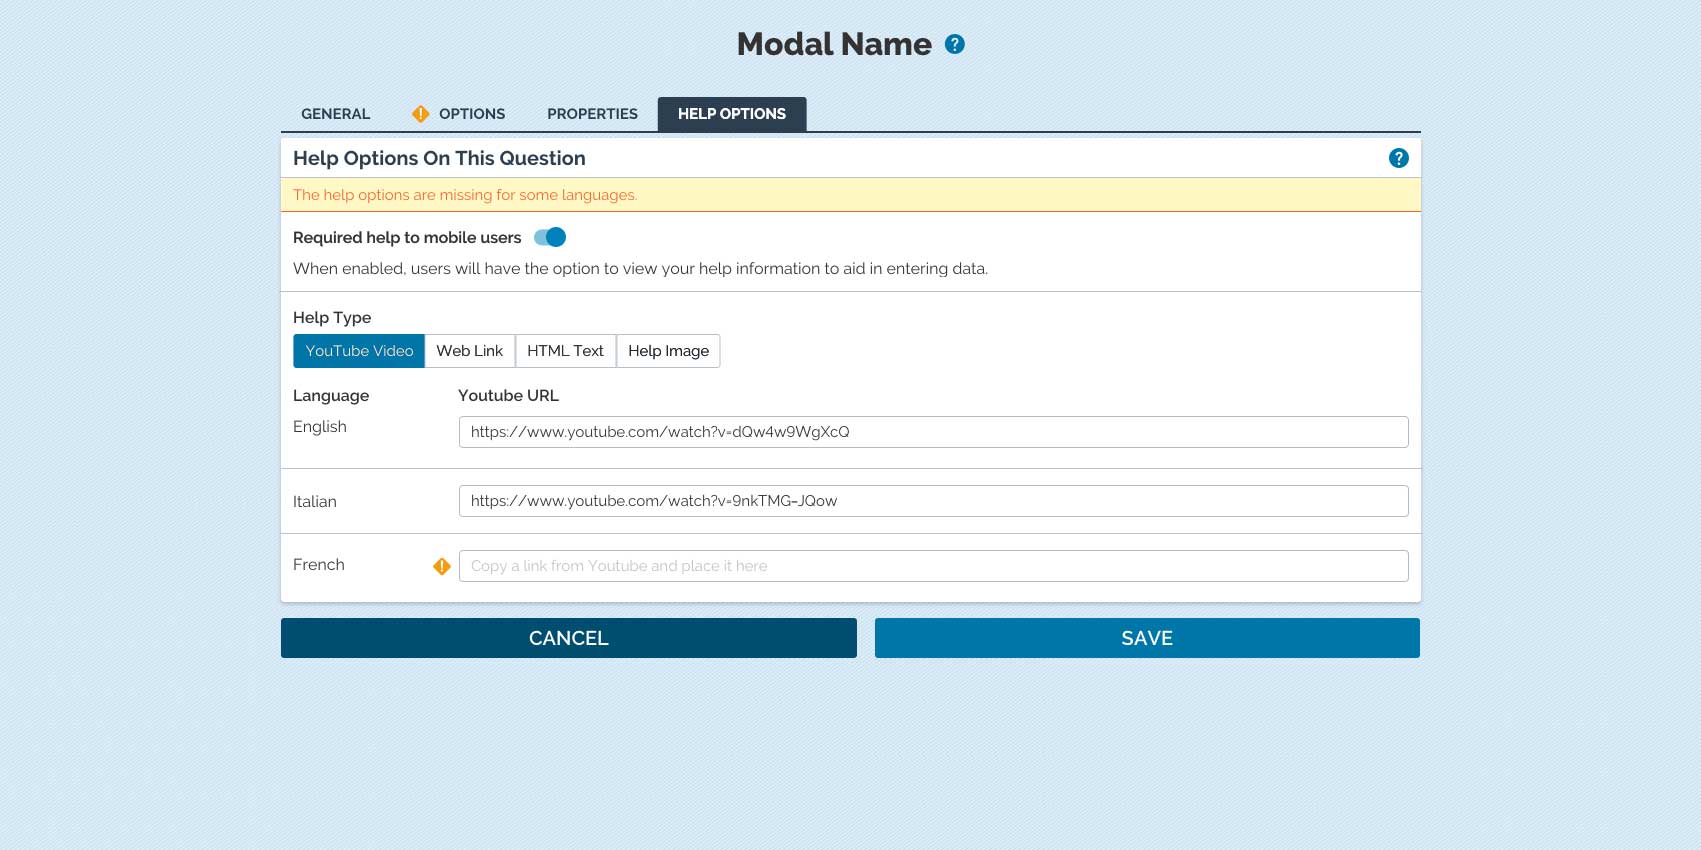 Modal Name ?
GENERAL ! OPTIONS PROPERTIES HELP OPTIONS
Help Options On This Question ?
The help options are missing for some languages.
Required help to mobile users
When enabled, users will have the option to view your help information to aid in entering data.
Help Type
YouTube Video Web Link HTML Text Help Image
Language Youtube URL
English https://www.youtube.com/watch?v=dQw4w9WgXcQ
Italian https://www.youtube.com/watch?v=9nkTMG-JQow
French ! Copy a link from Youtube and place it here
CANCEL SAVE